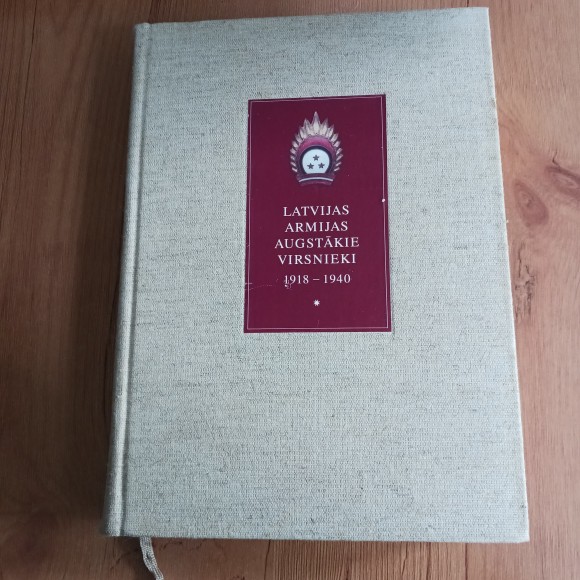 LATVIJAS
ARMIJAS
AUGSTĀKIE
VIRSNIEKI
1918 – 1940
*